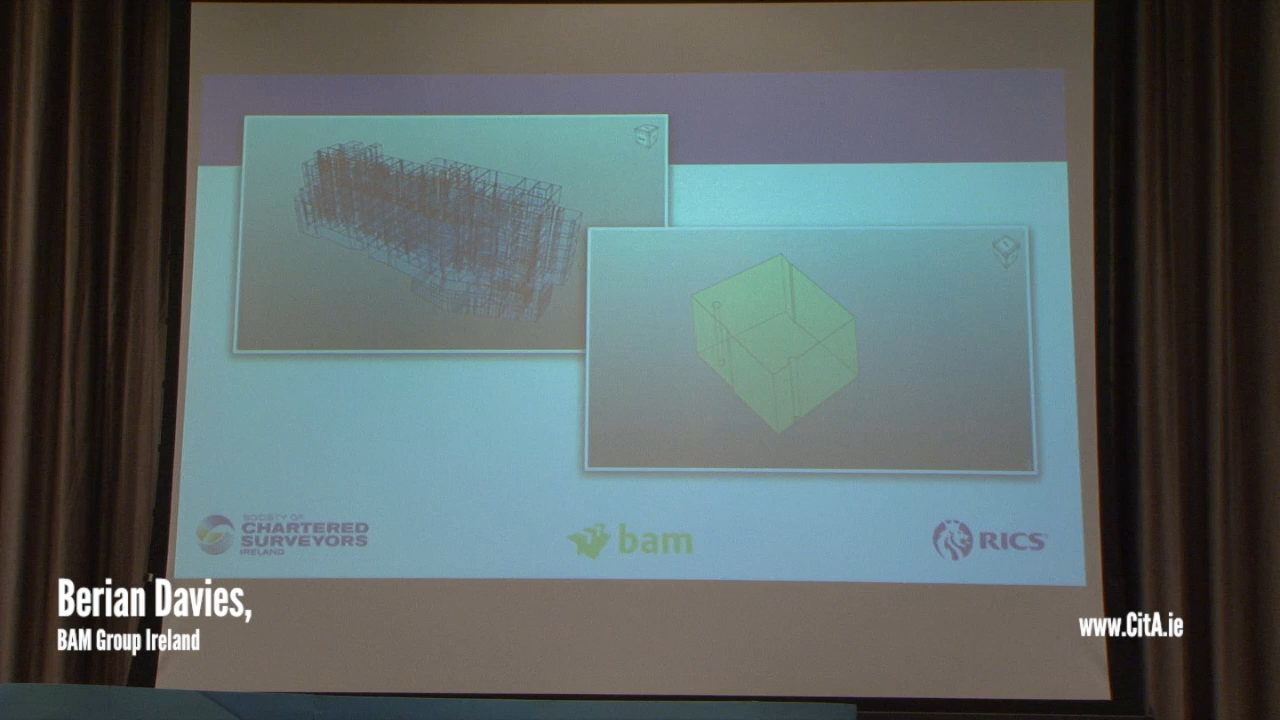 SOCIETY OF
CHARTERED
SURVEYORS
IRELAND
bam
RICS
Berian Davies,
BAM Group Ireland
www.CitA.ie